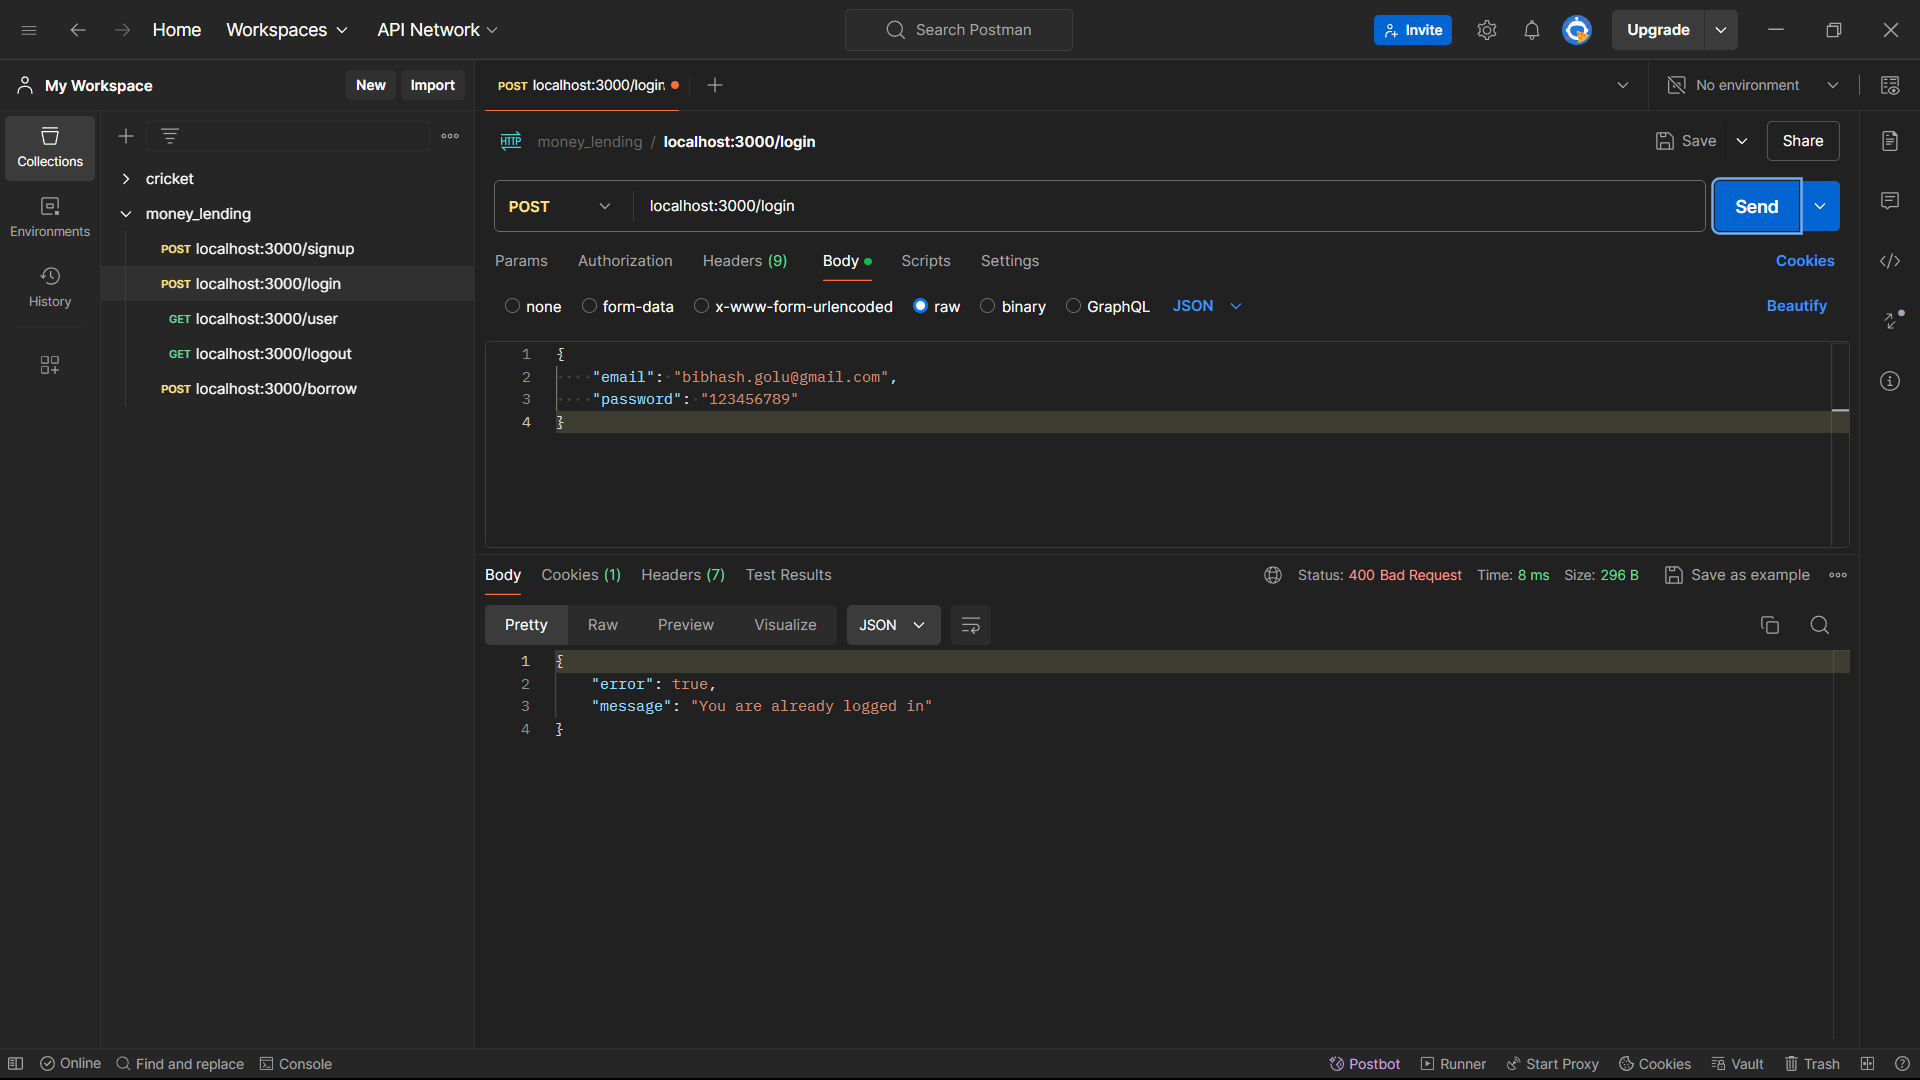 Home
Workspaces
API Network
Search Postman
Invite
Upgrade
My Workspace
New
Import
POST localhost:3000/login
No environment
Collections
Environments
History
cricket
money_lending
POST localhost:3000/signup
POST localhost:3000/login
GET localhost:3000/user
GET localhost:3000/logout
POST localhost:3000/borrow
HTTP money_lending / localhost:3000/login
Save
Share
POST localhost:3000/login
Send
Params Authorization Headers (9) Body Scripts Settings
Cookies
none form-data x-www-form-urlencoded raw binary GraphQL JSON
Beautify
1 {
2 "email": "bibhash.golu@gmail.com",
3 "password": "123456789"
4 }
Body Cookies (1) Headers (7) Test Results
Status: 400 Bad Request Time: 8 ms Size: 296 B Save as example
Pretty Raw Preview Visualize JSON
1 {
2 "error": true,
3 "message": "You are already logged in"
4 }
Online Find and replace Console
Postbot Runner Start Proxy Cookies Vault Trash